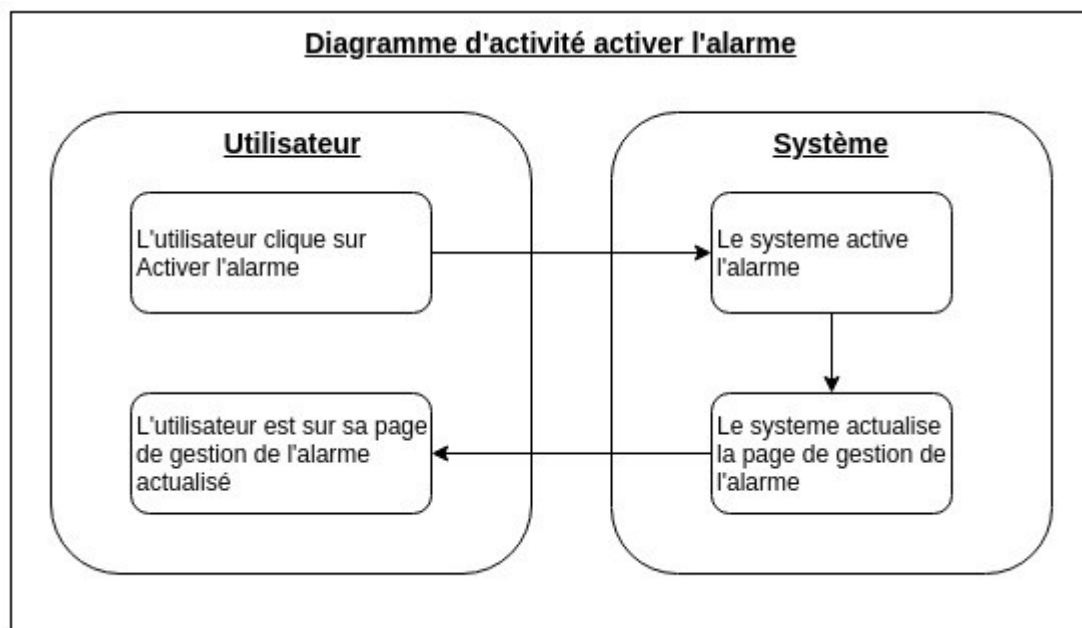 Diagramme d'activité activer l'alarme
Utilisateur
Système
L'utilisateur clique sur
Activer l'alarme
Le systeme active
l'alarme
L'utilisateur est sur sa page
de gestion de l'alarme
actualisé
Le systeme actualise
la page de gestion de
l'alarme